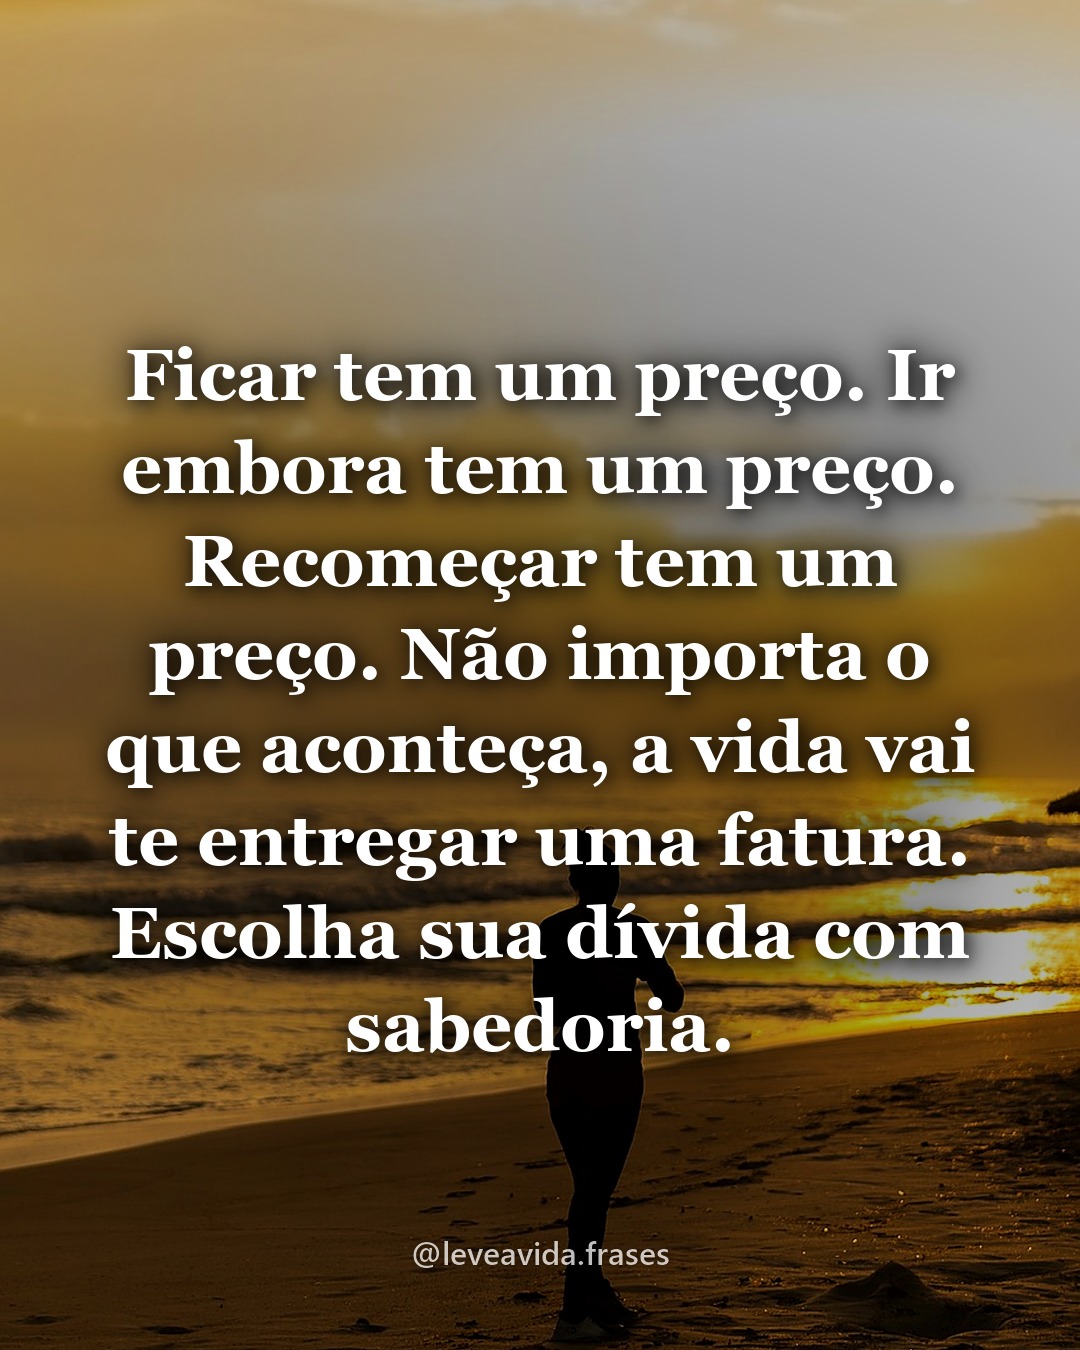 Ficar tem um preço. Ir
embora tem um preço.
Recomeçar tem um
preço. Não importa o
que aconteça, a vida vai
te entregar uma fatura.
Escolha sua dívida com
sabedoria.
@leveavida.frases